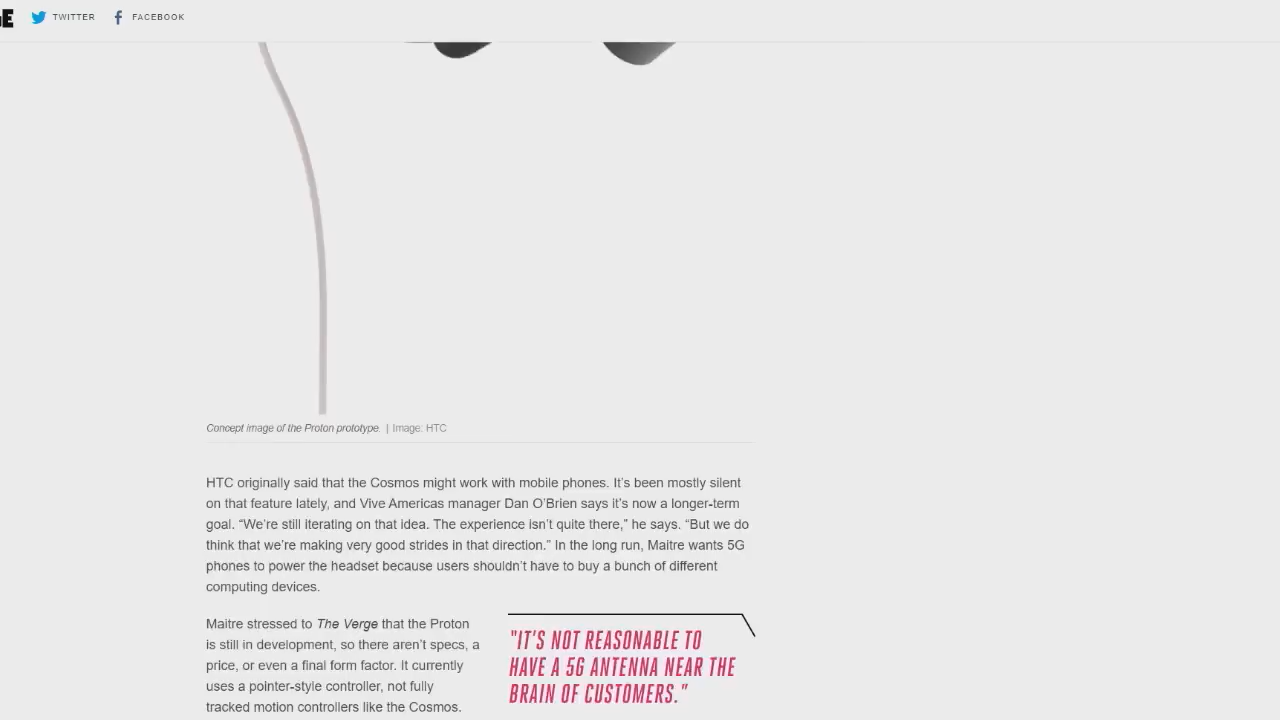 E TWITTER FACEBOOK
Concept image of the Proton prototype. | Image: HTC
HTC originally said that the Cosmos might work with mobile phones. It’s been mostly silent
on that feature lately, and Vive Americas manager Dan O’Brien says it’s now a longer-term
goal. “We’re still iterating on that idea. The experience isn’t quite there,” he says. “But we do
think that we’re making very good strides in that direction.” In the long run, Maitre wants 5G
phones to power the headset because users shouldn’t have to buy a bunch of different
computing devices.
Maitre stressed to The Verge that the Proton
is still in development, so there aren’t specs, a
price, or even a final form factor. It currently
uses a pointer-style controller, not fully
tracked motion controllers like the Cosmos.
"IT'S NOT REASONABLE TO
HAVE A 5G ANTENNA NEAR THE
BRAIN OF CUSTOMERS."